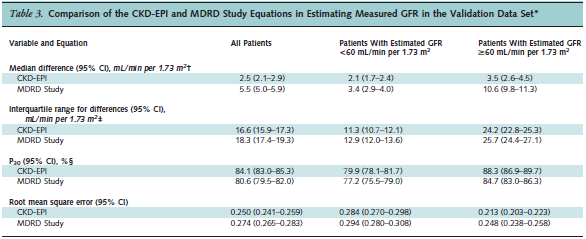 Table 3. Comparison of the CKD-EPI and MDRD Study Equations in Estimating Measured GFR in the Validation Data Set*
Variable and Equation All Patients Patients With Estimated GFR <60 mL/min per 1.73 m² Patients With Estimated GFR ≥60 mL/min per 1.73 m²
Median difference (95% CI), mL/min per 1.73 m²†
CKD-EPI 2.5 (2.1–2.9) 2.1 (1.7–2.4) 3.5 (2.6–4.5)
MDRD Study 5.5 (5.0–5.9) 3.4 (2.9–4.0) 10.6 (9.8–11.3)
Interquartile range for differences (95% CI),
mL/min per 1.73 m²‡
CKD-EPI 16.6 (15.9–17.3) 11.3 (10.7–12.1) 24.2 (22.8–25.3)
MDRD Study 18.3 (17.4–19.3) 12.9 (12.0–13.6) 25.7 (24.4–27.1)
P₃₀ (95% CI), %§
CKD-EPI 84.1 (83.0–85.3) 79.9 (78.1–81.7) 88.3 (86.9–89.7)
MDRD Study 80.6 (79.5–82.0) 77.2 (75.5–79.0) 84.7 (83.0–86.3)
Root mean square error (95% CI)
CKD-EPI 0.250 (0.241–0.259) 0.284 (0.270–0.298) 0.213 (0.203–0.223)
MDRD Study 0.274 (0.265–0.283) 0.294 (0.280–0.308) 0.248 (0.238–0.258)